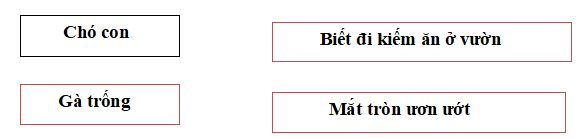 Chó con
Biết đi kiếm ăn ở vườn
Gà trống
Mắt tròn ươn ướt